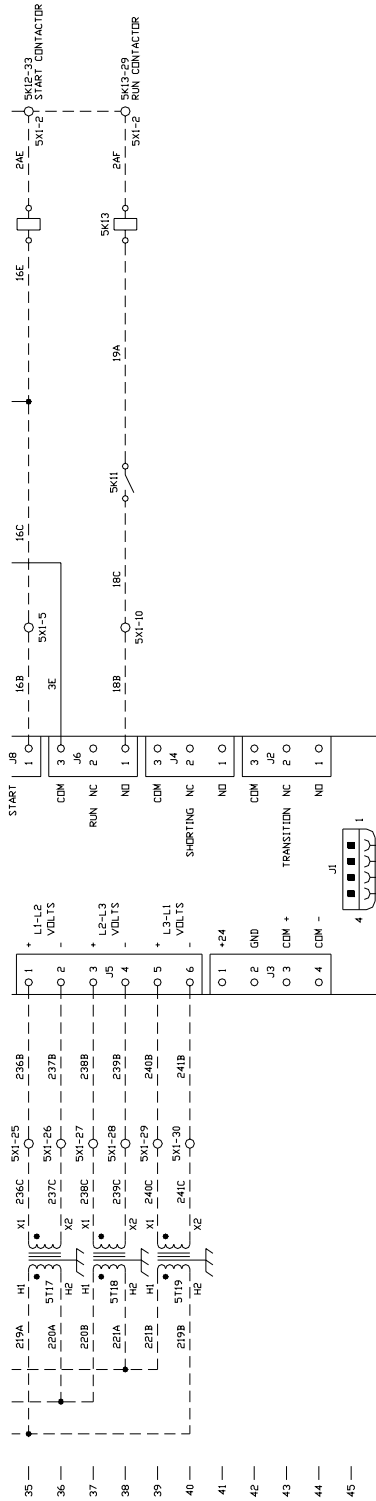 35
36
37
38
39
40
41
42
43
44
45
219A
220A
220B
221A
221B
219B
H1
H2
5T17
X1
X2
H1
H2
5T18
X1
X2
H1
H2
5T19
X1
X2
236C
237C
238C
239C
240C
241C
5X1-25
5X1-26
5X1-27
5X1-28
5X1-29
5X1-30
236B
237B
238B
239B
240B
241B
J5
1
2
3
4
5
6
+ L1-L2
VOLTS
-
+ L2-L3
VOLTS
-
+ L3-L1
VOLTS
-
J3
1
2
3
4
+24
GND
COM +
COM -
J1
4
1
START
J8
1
COM
RUN NC
NO
J6
3
2
1
COM
SHORTING NC
NO
J4
3
2
1
COM
TRANSITION NC
NO
J2
3
2
1
16B
5X1-5
16C
16E
2AE
5X1-2
5K12-33
START CONTACTOR
3E
18B
5X1-10
18C
5K11
19A
5K13
2AF
5X1-2
5K13-29
RUN CONTACTOR